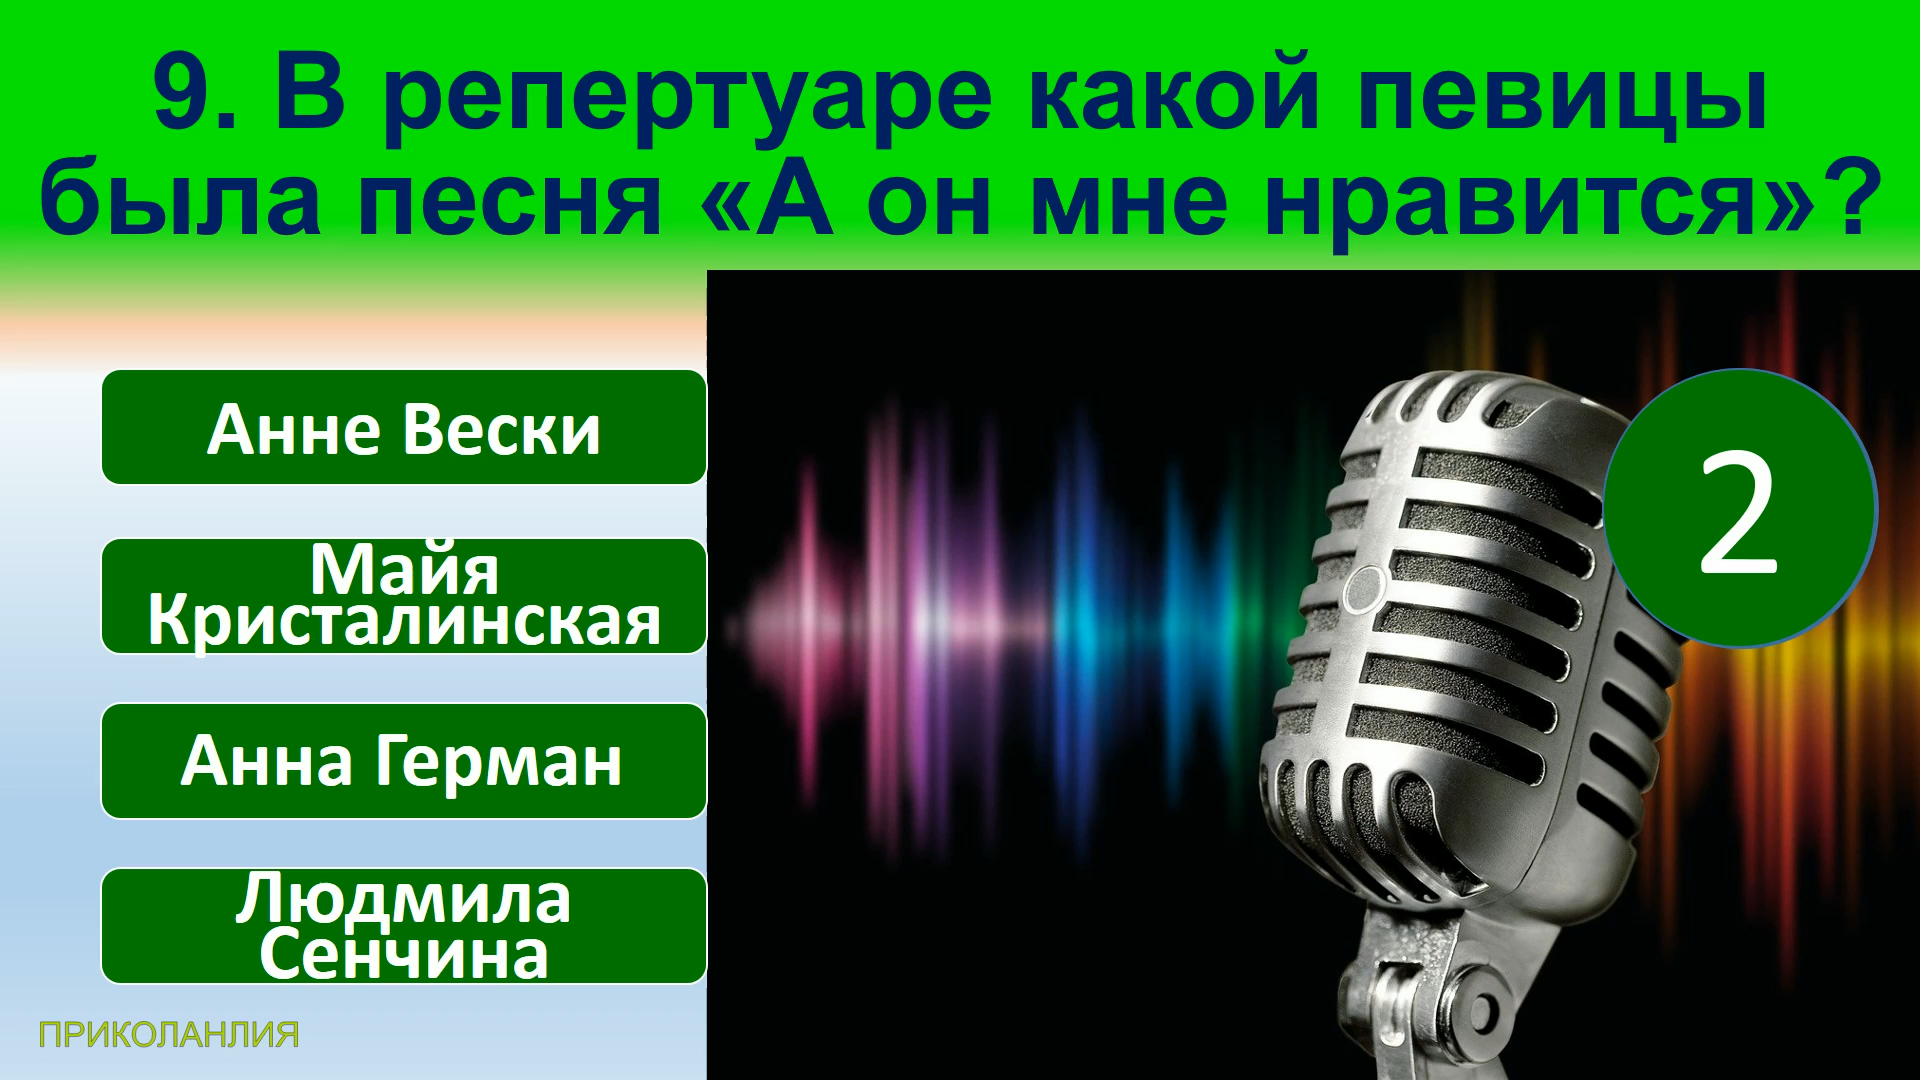 9. В репертуаре какой певицы
была песня «А он мне нравится»?
Анне Вески
Майя
Кристалинская
Анна Герман
Людмила
Сенчина
2
ПРИКОЛАНЛИЯ